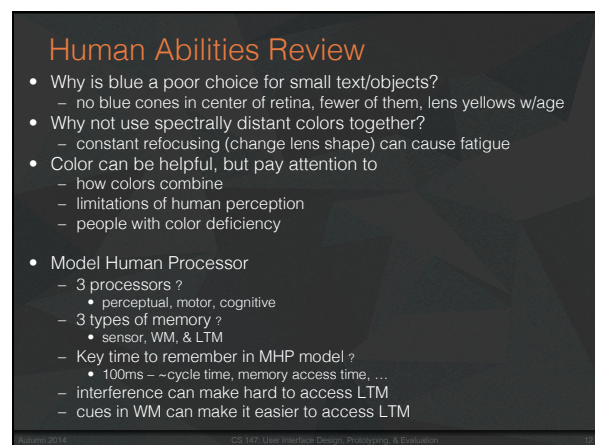 Human Abilities Review
• Why is blue a poor choice for small text/objects?
– no blue cones in center of retina, fewer of them, lens yellows w/age
• Why not use spectrally distant colors together?
– constant refocusing (change lens shape) can cause fatigue
• Color can be helpful, but pay attention to
– how colors combine
– limitations of human perception
– people with color deficiency
• Model Human Processor
– 3 processors ?
• perceptual, motor, cognitive
– 3 types of memory ?
• sensor, WM, & LTM
– Key time to remember in MHP model ?
• 100ms – ~cycle time, memory access time, …
– interference can make hard to access LTM
– cues in WM can make it easier to access LTM
Autumn 2014 CS 147: User Interface Design, Prototyping, & Evaluation